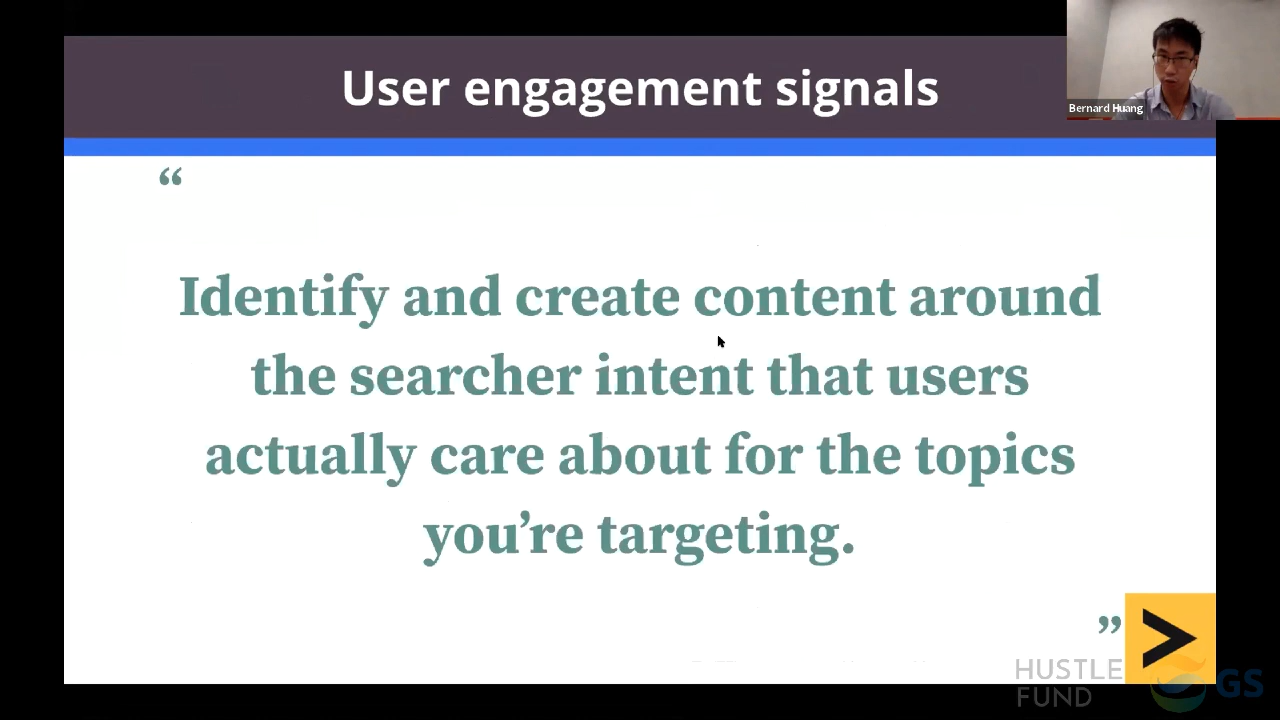 User engagement signals
Bernard Huang
“
Identify and create content around
the searcher intent that users
actually care about for the topics
you’re targeting.
”
HUSTLE
FUND
GS